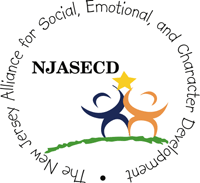 The New Jersey Alliance for Social, Emotional, and Character Development •
NJASECD